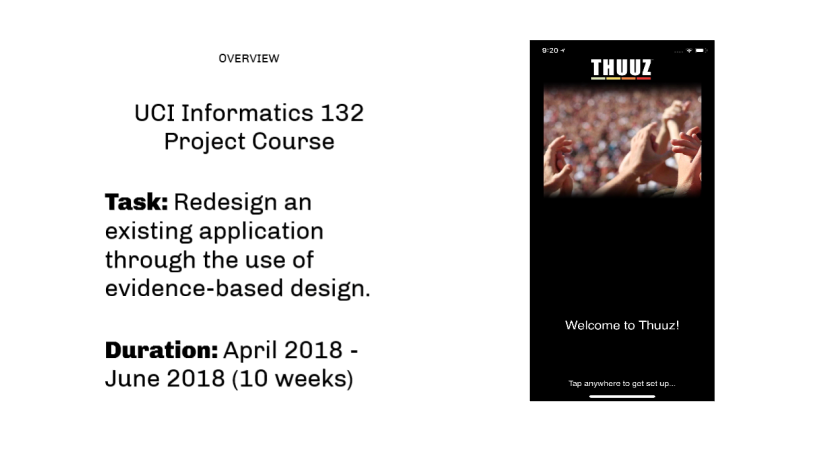 OVERVIEW
UCI Informatics 132
Project Course
Task: Redesign an
existing application
through the use of
evidence-based design.
Duration: April 2018 -
June 2018 (10 weeks)
9:20
THUUZ
Welcome to Thuuz!
Tap anywhere to get set up...